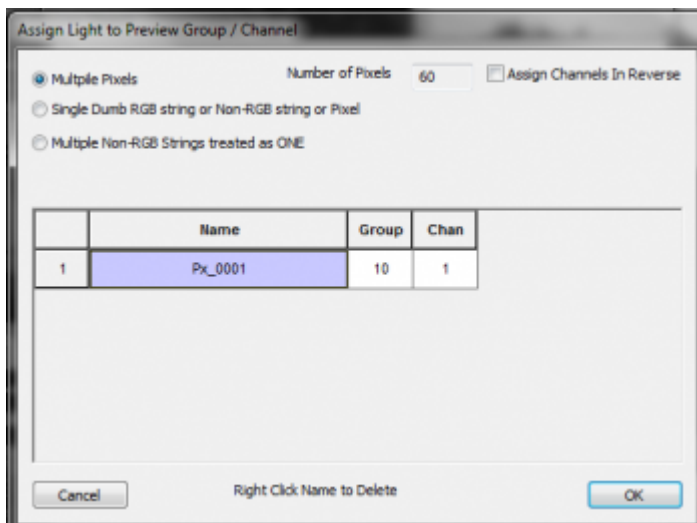 Assign Light to Preview Group / Channel
Multpile Pixels Number of Pixels 60 Assign Channels In Reverse
Single Dumb RGB string or Non-RGB string or Pixel
Multiple Non-RGB Strings treated as ONE
Name Group Chan
1 Px_0001 10 1
Cancel Right Click Name to Delete OK